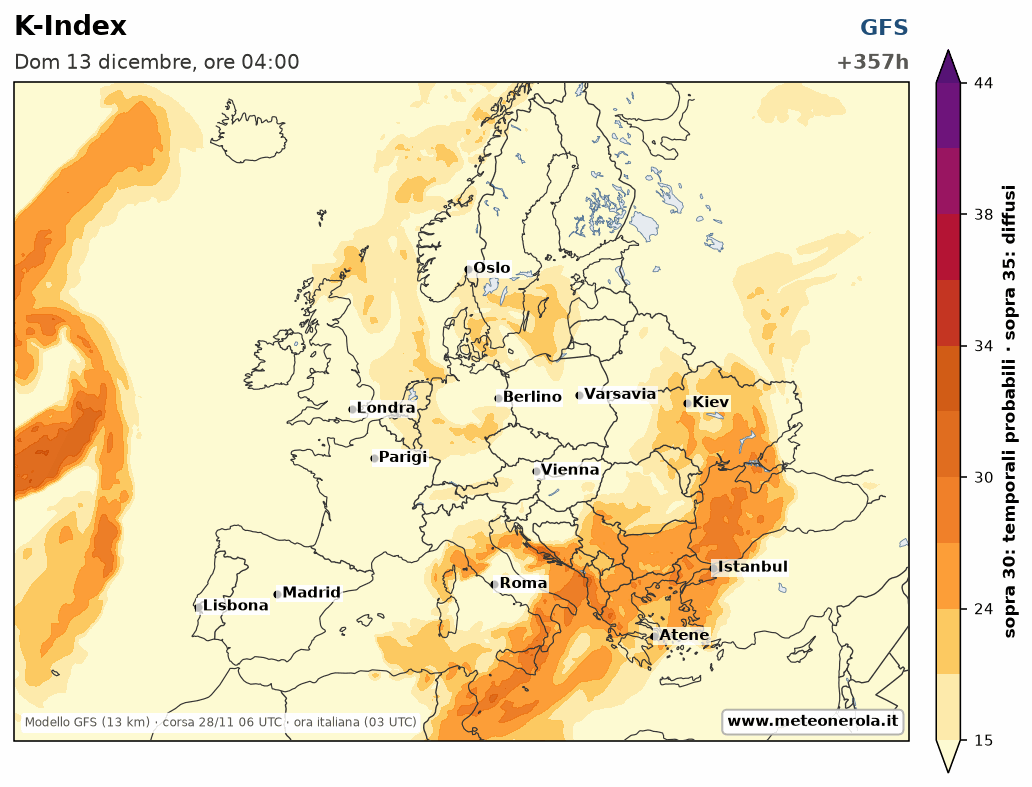 K-Index
GFS
Dom 13 dicembre, ore 04:00
+357h
44
38
34
30
24
15
sopra 30: temporali probabili · sopra 35: diffusi
Oslo
Berlino
Varsavia
Kiev
Londra
Parigi
Vienna
Istanbul
Roma
Madrid
Lisbona
Atene
Modello GFS (13 km) · corsa 28/11 06 UTC · ora italiana (03 UTC)
www.meteonerola.it